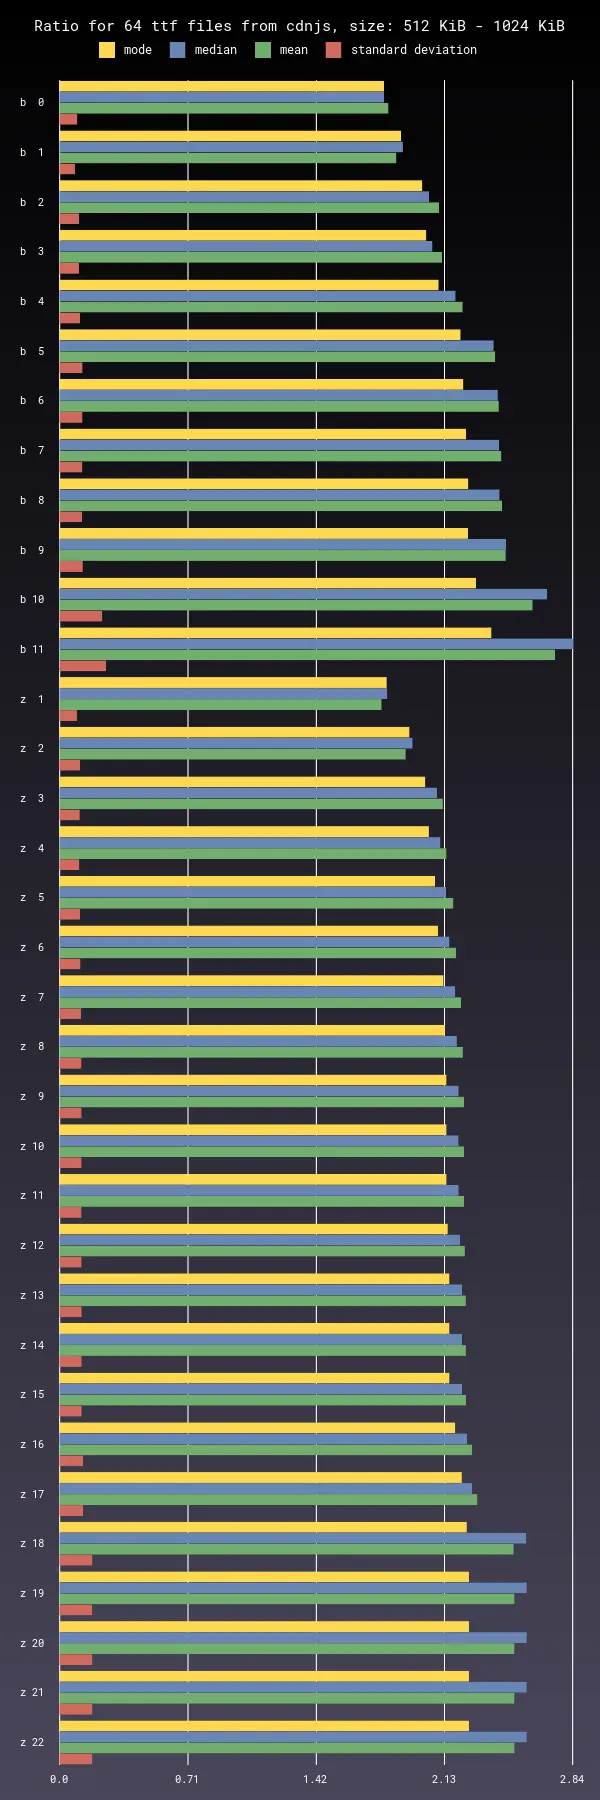 Ratio for 64 ttf files from cdnjs, size: 512 KiB - 1024 KiB
mode median mean standard deviation
b 0
b 1
b 2
b 3
b 4
b 5
b 6
b 7
b 8
b 9
b 10
b 11
z 1
z 2
z 3
z 4
z 5
z 6
z 7
z 8
z 9
z 10
z 11
z 12
z 13
z 14
z 15
z 16
z 17
z 18
z 19
z 20
z 21
z 22
0.0 0.71 1.42 2.13 2.84